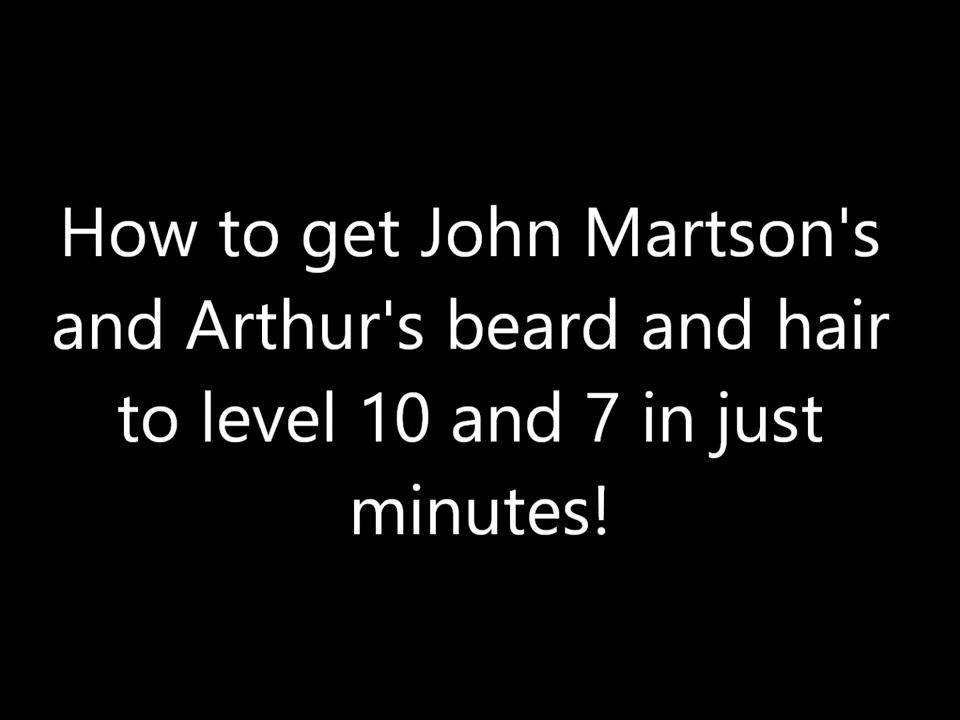 How to get John Martson's
and Arthur's beard and hair
to level 10 and 7 in just
minutes!